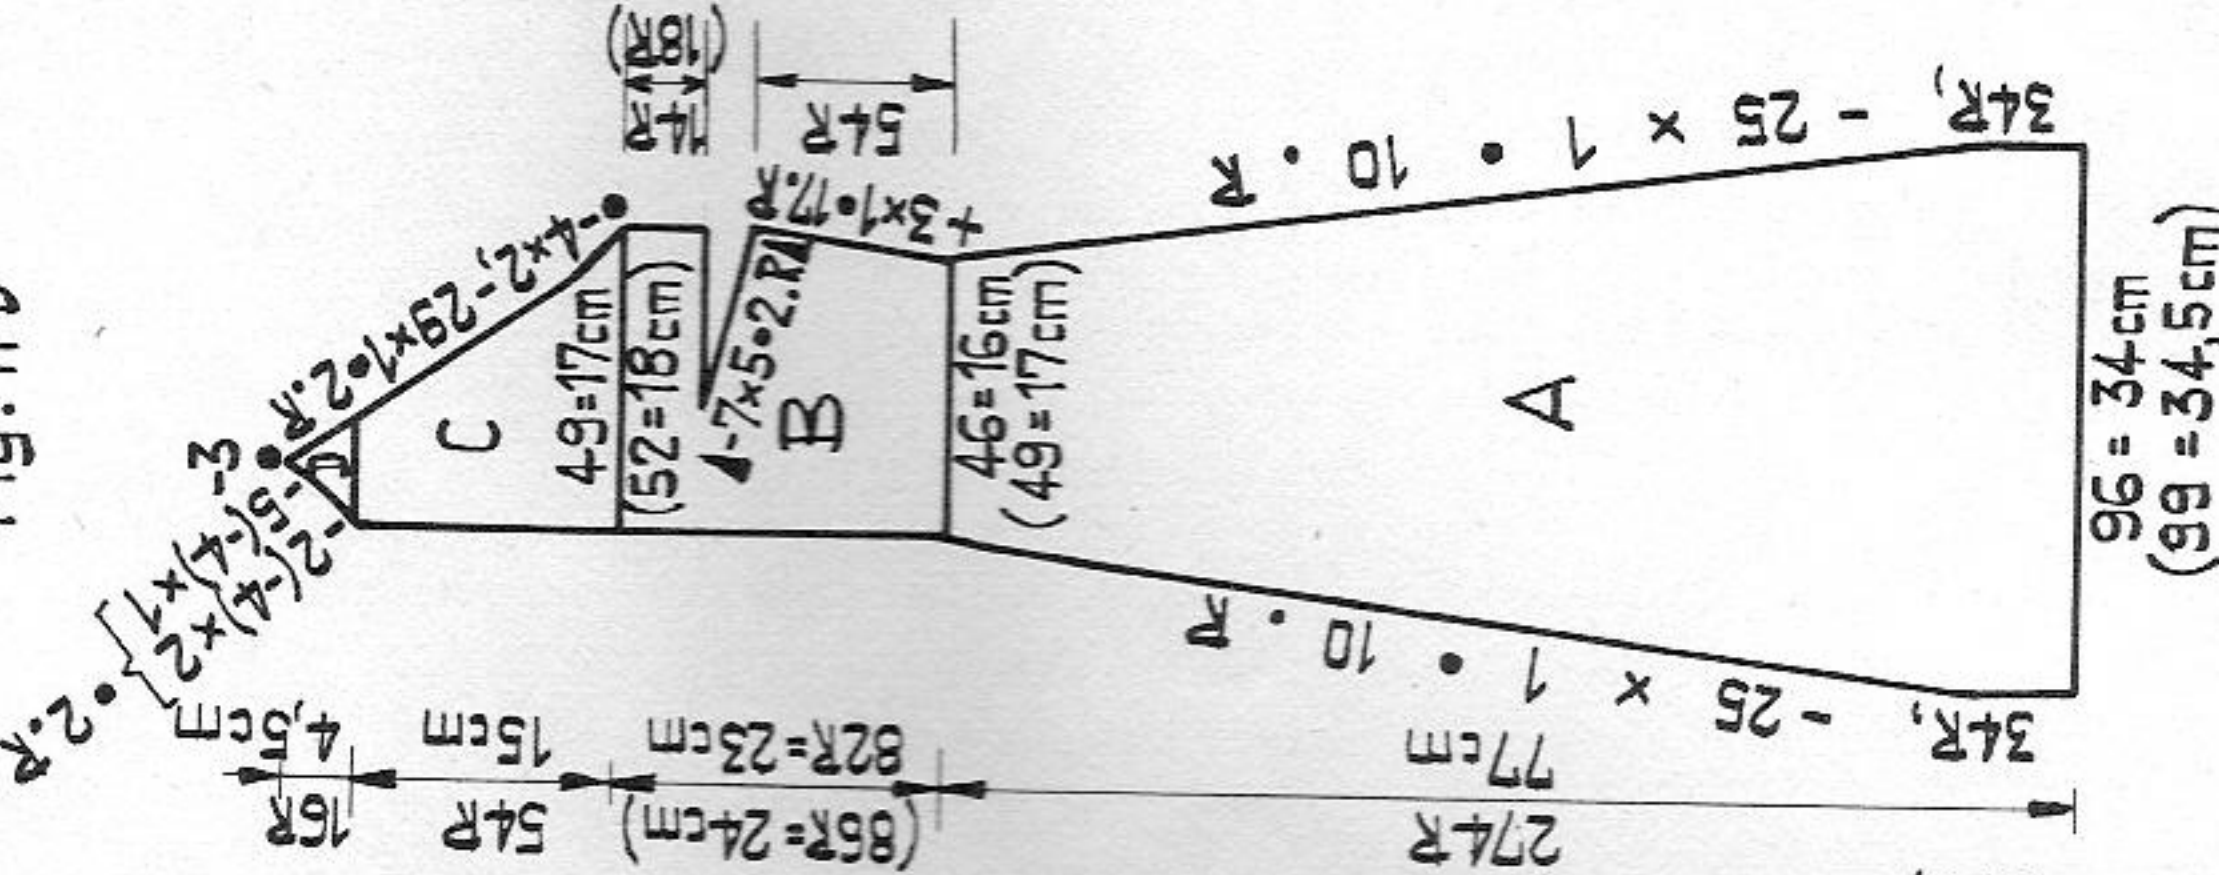 -3
-5(-4)×1
-2(-4)×2
•2.R
-4×2,-29×1•2.R
D
C
49=17cm
(52=18cm)
14R
(18R)
54R
+3×1•17.R
-7×5•2.R
B
46=16cm
(49=17cm)
34R, -25 × 1 • 10 . R
A
34R, -25 × 1 • 10 . R
96=34cm
(99=34,5cm)
4,5cm
16R
15cm
54R
82R=23cm
(86R=24cm)
77cm
274R